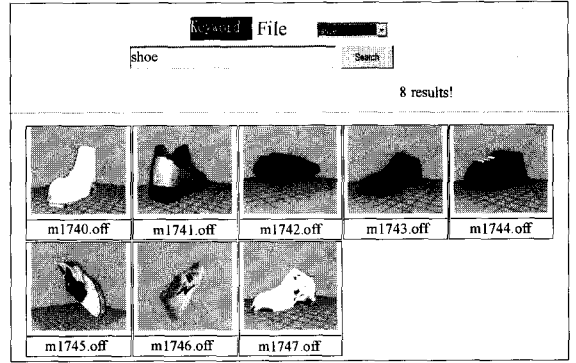 Keyword File
shoe Search
8 results!
m1740.off m1741.off m1742.off m1743.off m1744.off
m1745.off m1746.off m1747.off